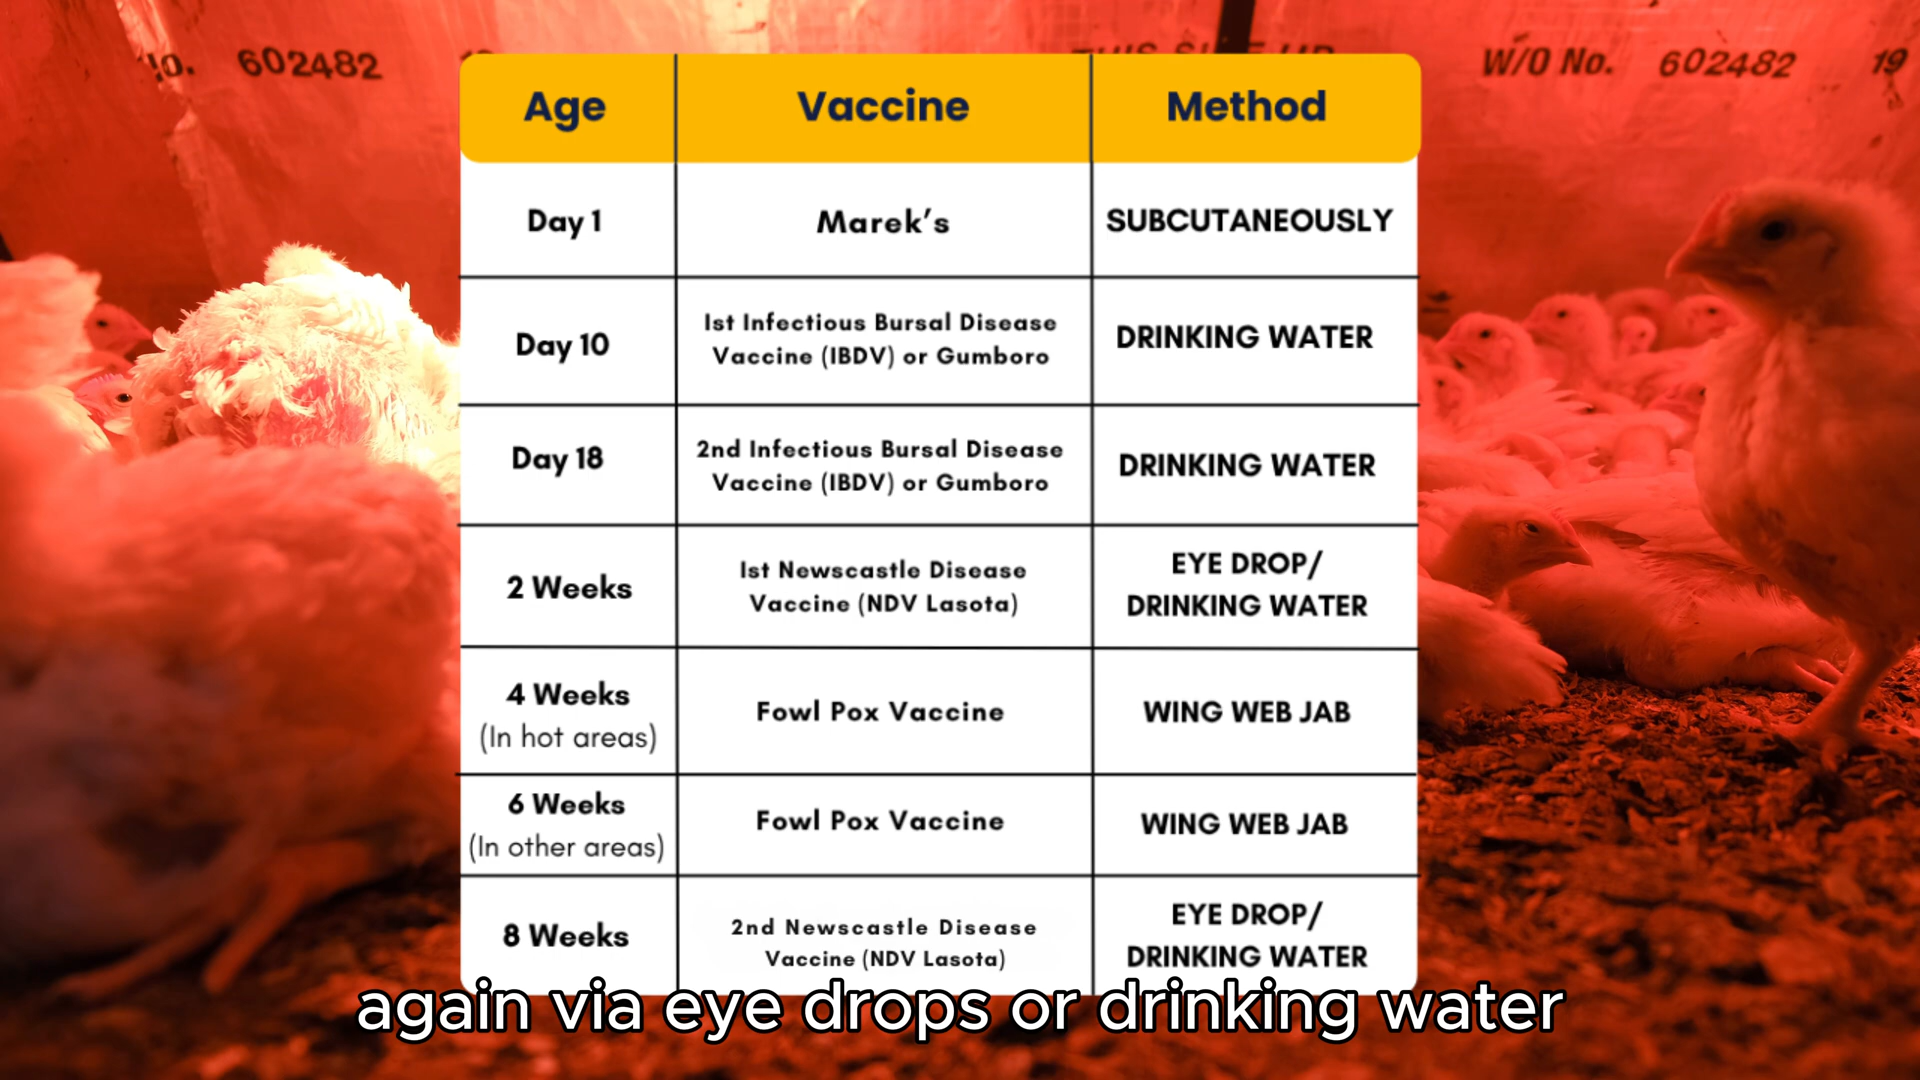 602482
W/O No. 602482 19
Age Vaccine Method
Day 1 Marek's SUBCUTANEOUSLY
Day 10
1st Infectious Bursal Disease
Vaccine (IBDV) or Gumboro
DRINKING WATER
Day 18
2nd Infectious Bursal Disease
Vaccine (IBDV) or Gumboro
DRINKING WATER
2 Weeks
1st Newscastle Disease
Vaccine (NDV Lasota)
EYE DROP/
DRINKING WATER
4 Weeks
(In hot areas)
Fowl Pox Vaccine
WING WEB JAB
6 Weeks
(In other areas)
Fowl Pox Vaccine
WING WEB JAB
8 Weeks
2nd Newscastle Disease
Vaccine (NDV Lasota)
EYE DROP/
DRINKING WATER
again via eye drops or drinking water